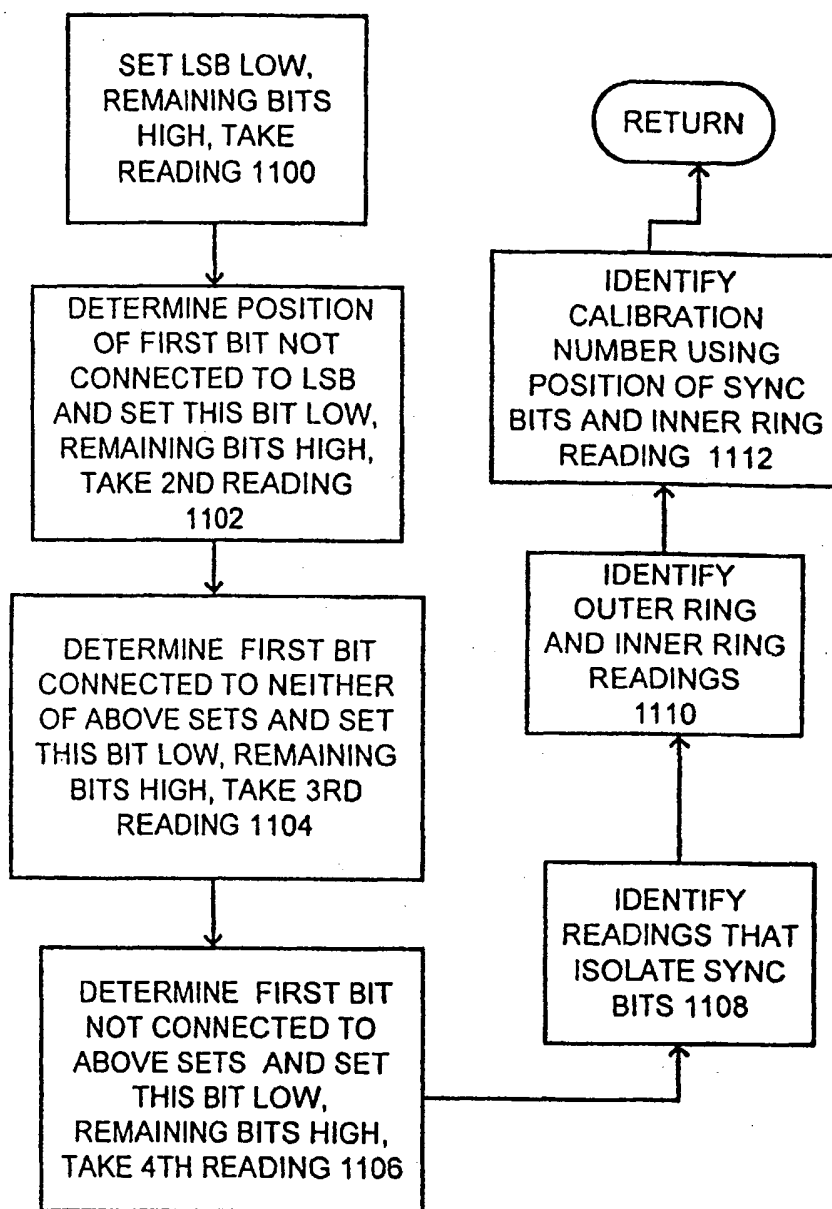 SET LSB LOW,
REMAINING BITS
HIGH, TAKE
READING 1100
DETERMINE POSITION
OF FIRST BIT NOT
CONNECTED TO LSB
AND SET THIS BIT LOW,
REMAINING BITS HIGH,
TAKE 2ND READING
1102
DETERMINE FIRST BIT
CONNECTED TO NEITHER
OF ABOVE SETS AND SET
THIS BIT LOW, REMAINING
BITS HIGH, TAKE 3RD
READING 1104
DETERMINE FIRST BIT
NOT CONNECTED TO
ABOVE SETS AND SET
THIS BIT LOW,
REMAINING BITS HIGH,
TAKE 4TH READING 1106
IDENTIFY
READINGS THAT
ISOLATE SYNC
BITS 1108
IDENTIFY
OUTER RING
AND INNER RING
READINGS
1110
IDENTIFY
CALIBRATION
NUMBER USING
POSITION OF SYNC
BITS AND INNER RING
READING 1112
RETURN